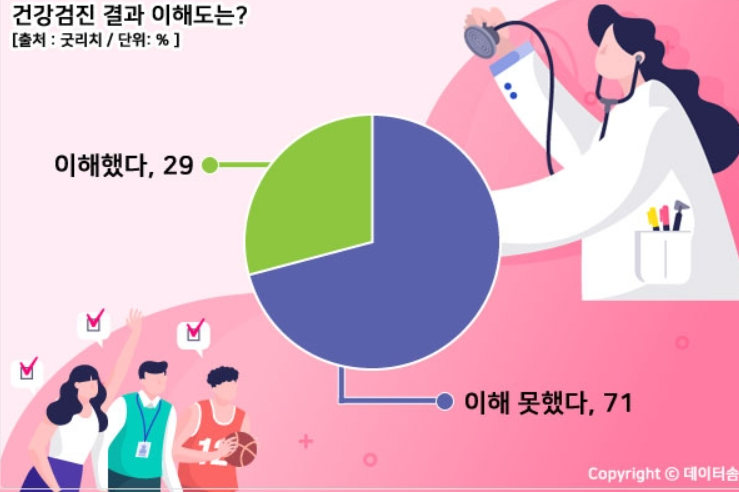 건강검진 결과 이해도는?
[출처 : 굿리치 / 단위: % ]
이해했다, 29
이해 못했다, 71
12
Copyright ⓒ 데이터솜